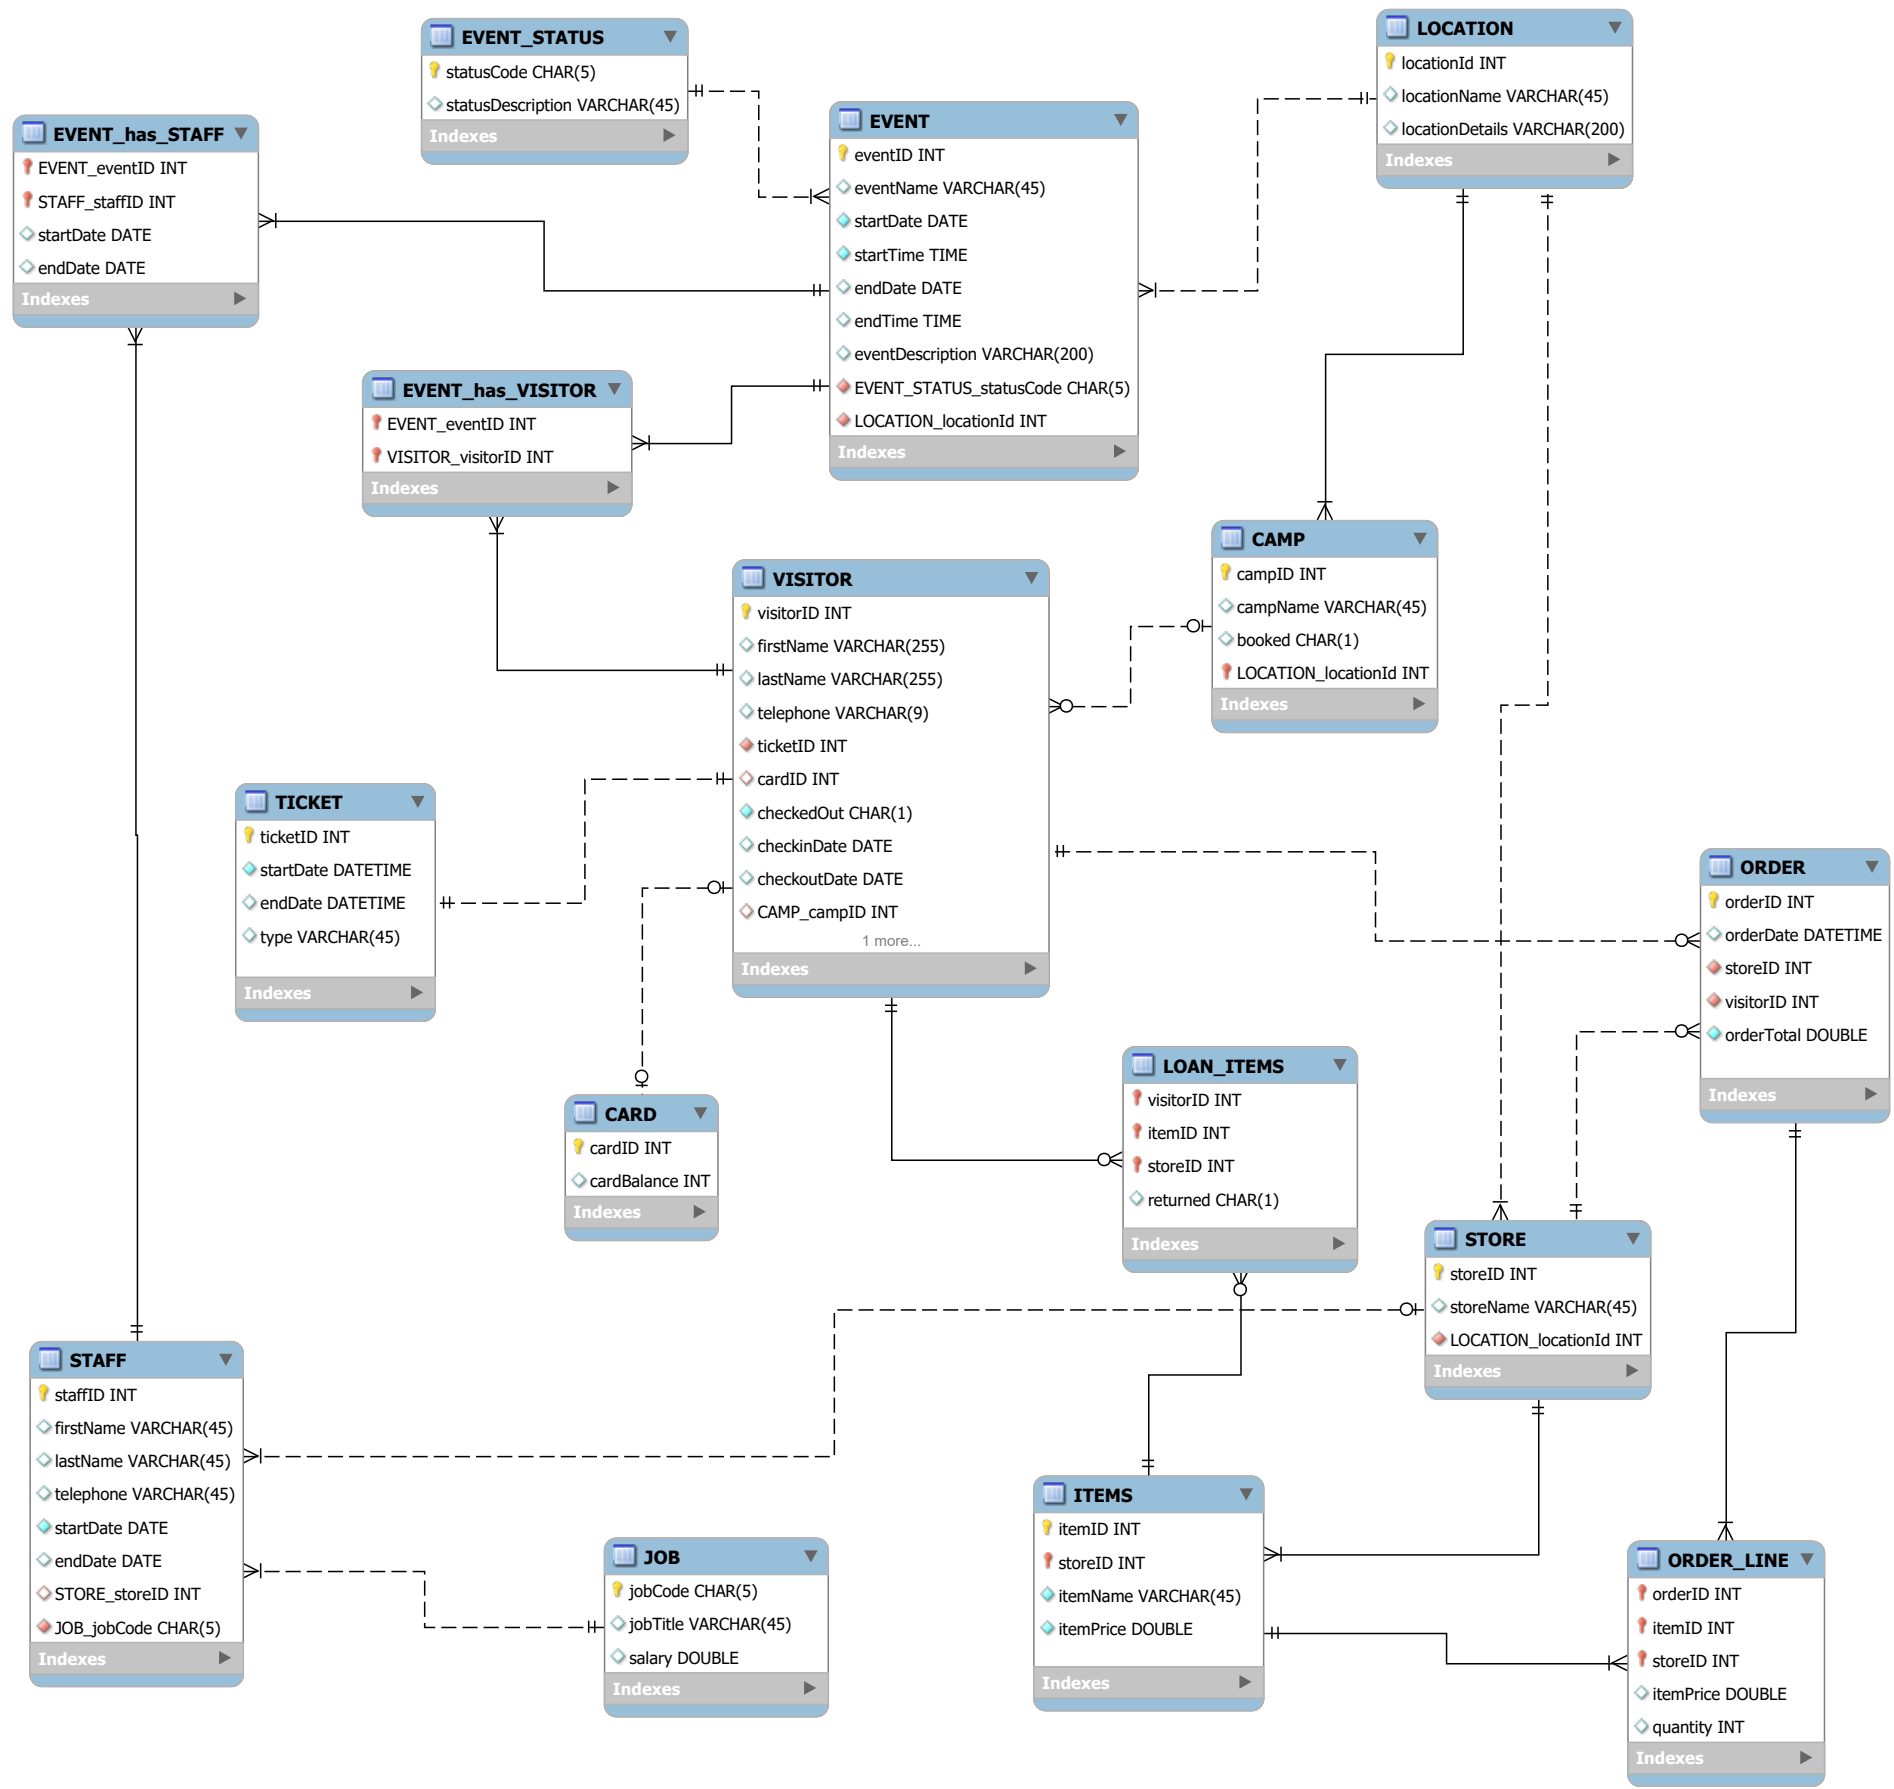 EVENT_STATUS
statusCode CHAR(5)
statusDescription VARCHAR(45)
Indexes
LOCATION
locationId INT
locationName VARCHAR(45)
locationDetails VARCHAR(200)
Indexes
EVENT_has_STAFF
EVENT_eventID INT
STAFF_staffID INT
startDate DATE
endDate DATE
Indexes
EVENT
eventID INT
eventName VARCHAR(45)
startDate DATE
startTime TIME
endDate DATE
endTime TIME
eventDescription VARCHAR(200)
EVENT_STATUS_statusCode CHAR(5)
LOCATION_locationId INT
Indexes
EVENT_has_VISITOR
EVENT_eventID INT
VISITOR_visitorID INT
Indexes
CAMP
campID INT
campName VARCHAR(45)
booked CHAR(1)
LOCATION_locationId INT
Indexes
VISITOR
visitorID INT
firstName VARCHAR(255)
lastName VARCHAR(255)
telephone VARCHAR(9)
ticketID INT
cardID INT
checkedOut CHAR(1)
checkinDate DATE
checkoutDate DATE
CAMP_campID INT
1 more...
Indexes
TICKET
ticketID INT
startDate DATETIME
endDate DATETIME
type VARCHAR(45)
Indexes
ORDER
orderID INT
orderDate DATETIME
storeID INT
visitorID INT
orderTotal DOUBLE
Indexes
LOAN_ITEMS
visitorID INT
itemID INT
storeID INT
returned CHAR(1)
Indexes
CARD
cardID INT
cardBalance INT
Indexes
STORE
storeID INT
storeName VARCHAR(45)
LOCATION_locationId INT
Indexes
STAFF
staffID INT
firstName VARCHAR(45)
lastName VARCHAR(45)
telephone VARCHAR(45)
startDate DATE
endDate DATE
STORE_storeID INT
JOB_jobCode CHAR(5)
Indexes
JOB
jobCode CHAR(5)
jobTitle VARCHAR(45)
salary DOUBLE
Indexes
ITEMS
itemID INT
storeID INT
itemName VARCHAR(45)
itemPrice DOUBLE
Indexes
ORDER_LINE
orderID INT
itemID INT
storeID INT
itemPrice DOUBLE
quantity INT
Indexes